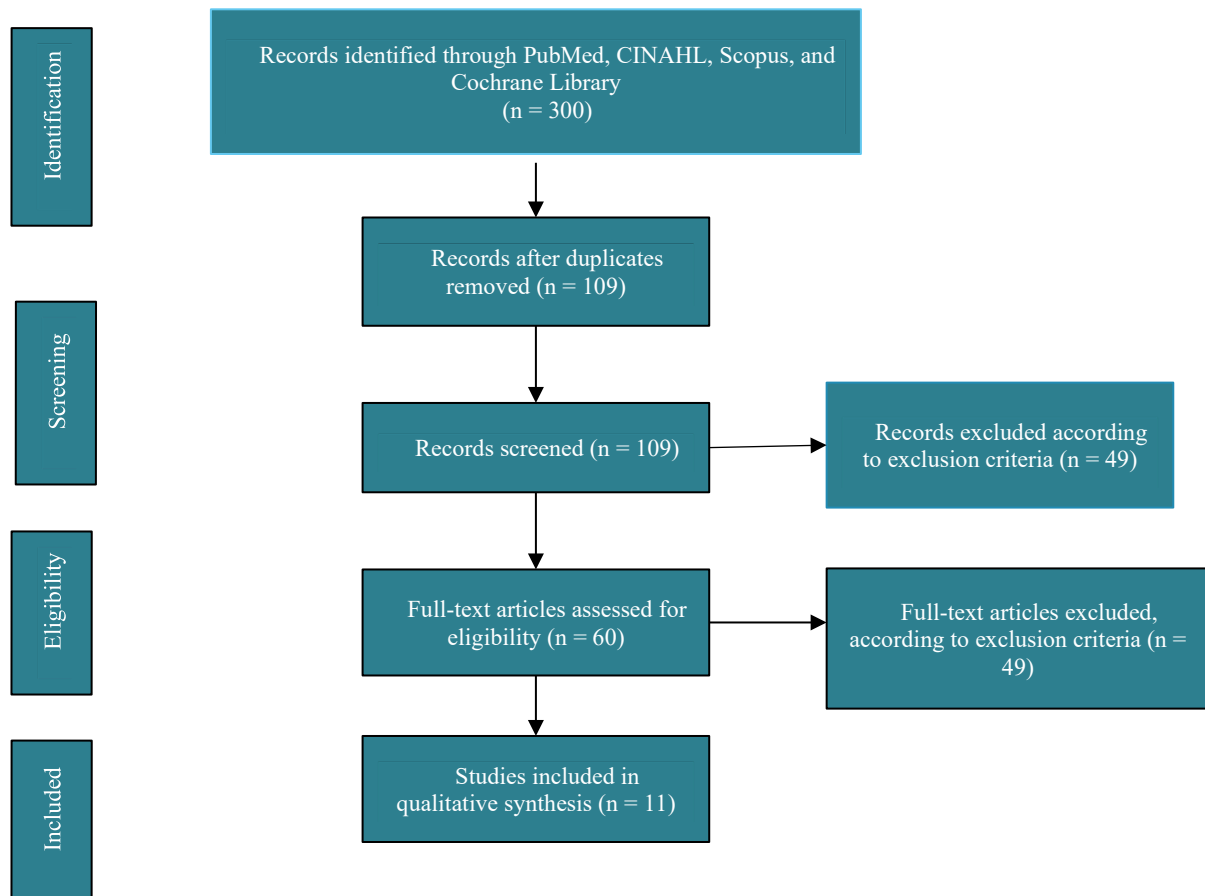 Identification
Records identified through PubMed, CINAHL, Scopus, and
Cochrane Library
(n = 300)
Records after duplicates
removed (n = 109)
Screening
Records screened (n = 109)
Records excluded according
to exclusion criteria (n = 49)
Eligibility
Full-text articles assessed for
eligibility (n = 60)
Full-text articles excluded,
according to exclusion criteria (n =
49)
Included
Studies included in
qualitative synthesis (n = 11)